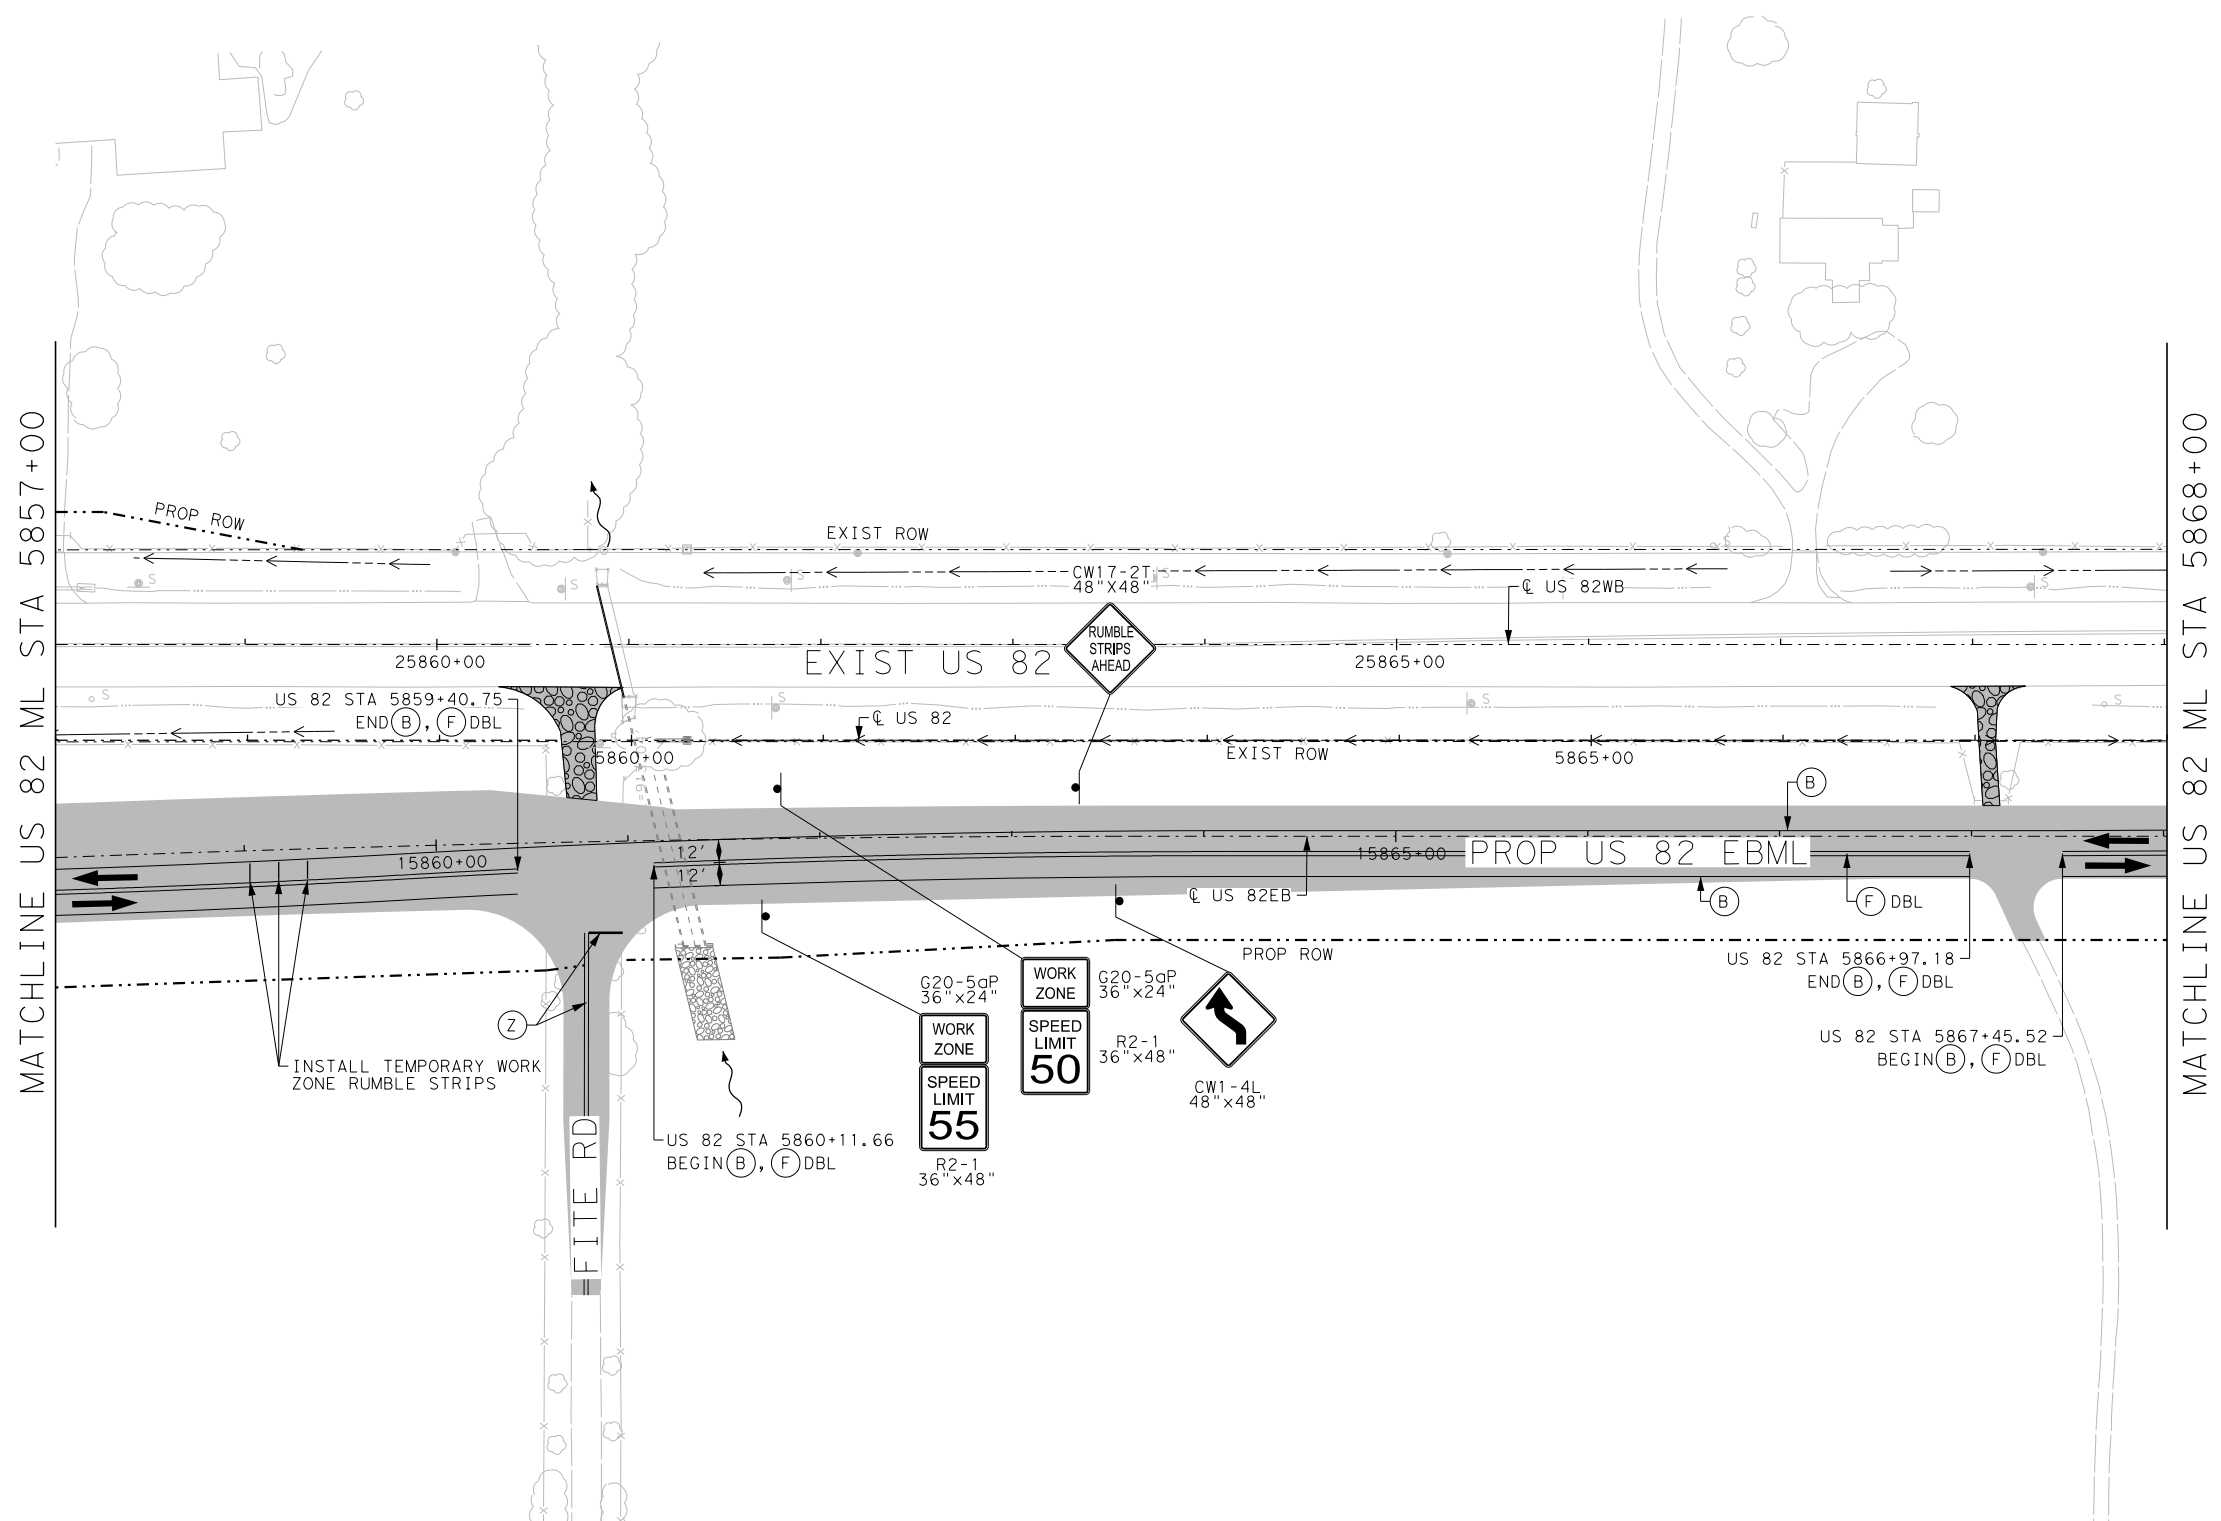 MATCHLINE US 82 ML STA 5857+00
MATCHLINE US 82 ML STA 5868+00
PROP ROW
EXIST ROW
S
S
S
S
S
S
CW17-2T
48"X48"
℄ US 82WB
RUMBLE
STRIPS
AHEAD
25860+00
EXIST US 82
25865+00
US 82 STA 5859+40.75
END B, F DBL
S
S
S
S
℄ US 82
5860+00
EXIST ROW
5865+00
B
12'
12'
15860+00
15865+00
PROP US 82 EBML
℄ US 82EB
B
F DBL
PROP ROW
US 82 STA 5866+97.18
END B, F DBL
G20-5aP
36"x24"
WORK
ZONE
SPEED
LIMIT
55
R2-1
36"x48"
WORK
ZONE
SPEED
LIMIT
50
G20-5aP
36"x24"
R2-1
36"x48"
CW1-4L
48"x48"
US 82 STA 5867+45.52
BEGIN B, F DBL
Z
INSTALL TEMPORARY WORK
ZONE RUMBLE STRIPS
US 82 STA 5860+11.66
BEGIN B, F DBL
FITE RD